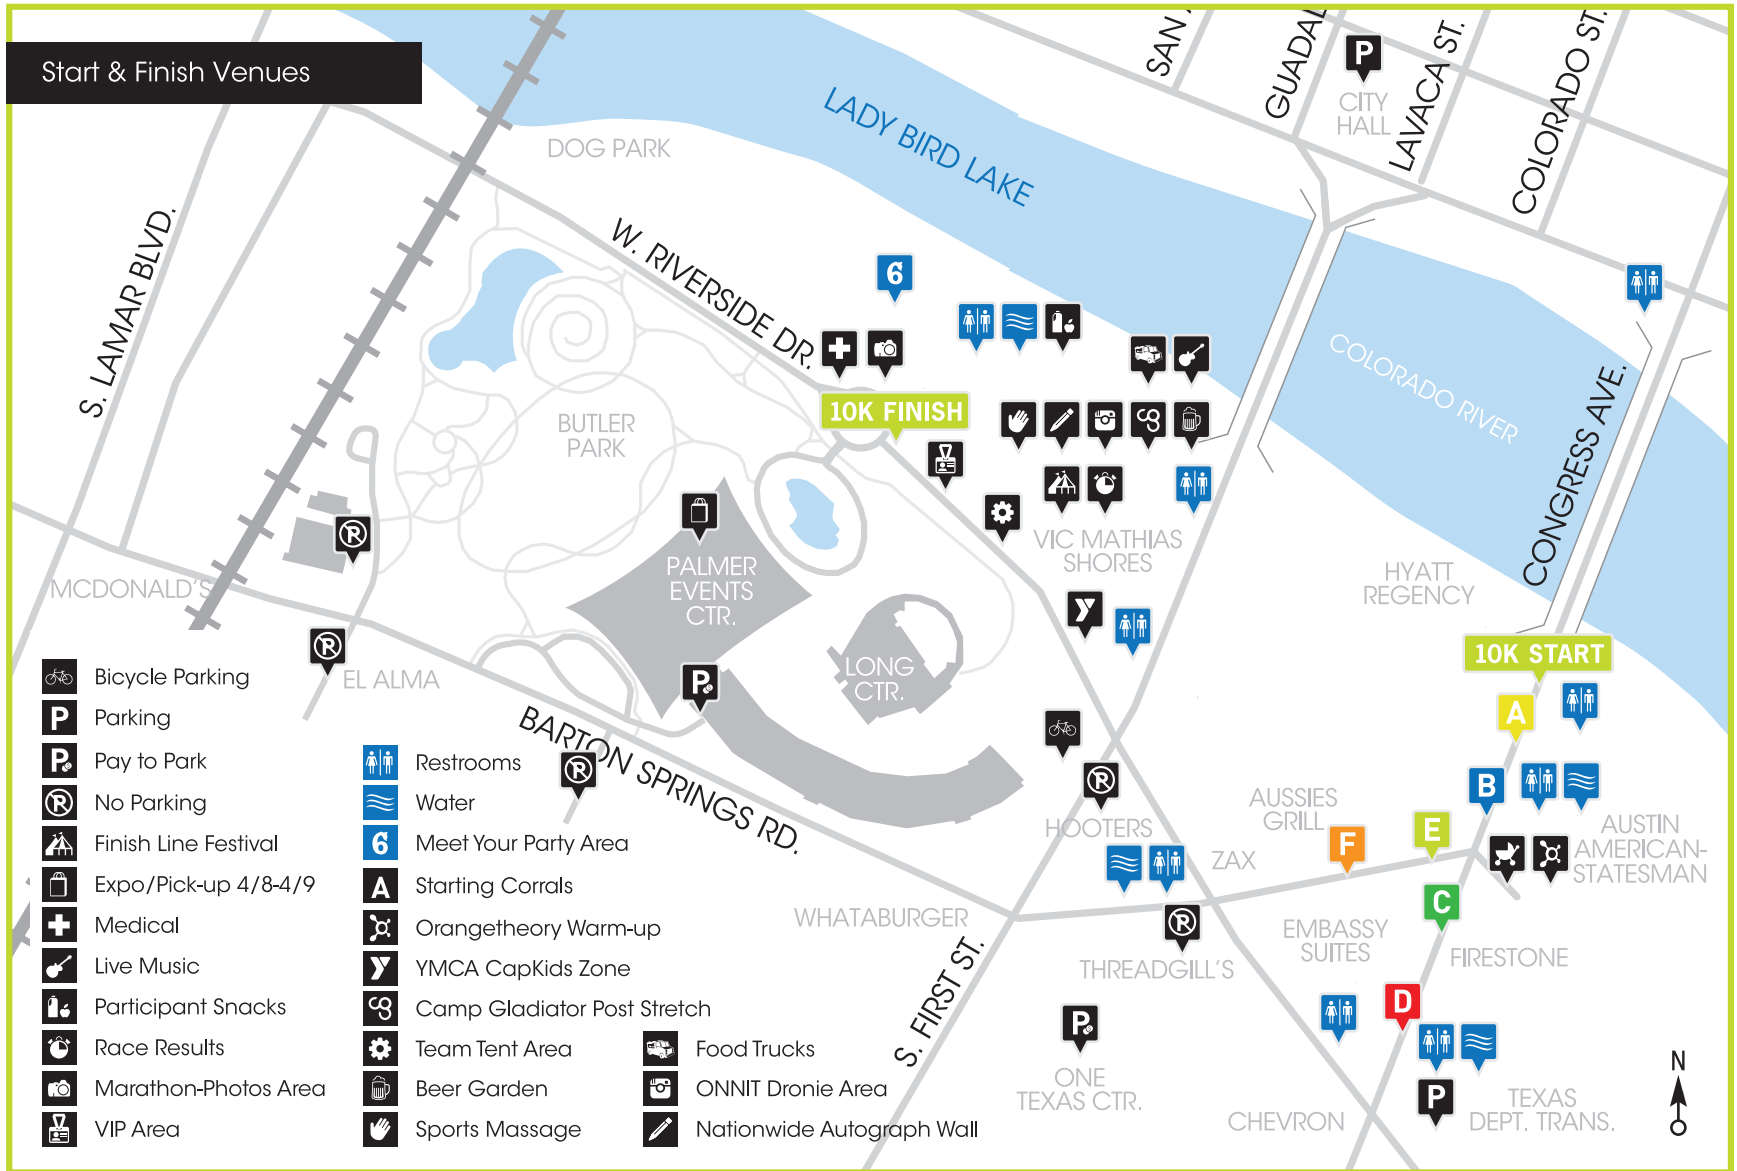 Start & Finish Venues
SAN
GUADAL
LAVACA ST.
COLORADO ST.
P
CITY
HALL
LADY BIRD LAKE
DOG PARK
S. LAMAR BLVD.
W. RIVERSIDE DR.
6
COLORADO RIVER
CONGRESS AVE.
10K FINISH
BUTLER
PARK
VIC MATHIAS
SHORES
HYATT
REGENCY
PALMER
EVENTS
CTR.
MCDONALD'S
Y
10K START
LONG
CTR.
EL ALMA
P
A
BARTON SPRINGS RD.
B
HOOTERS
AUSSIES
GRILL
E
F
ZAX
AUSTIN
AMERICAN-
STATESMAN
C
WHATABURGER
EMBASSY
SUITES
FIRESTONE
THREADGILL'S
S. FIRST ST.
D
P
ONE
TEXAS CTR.
P
CHEVRON
TEXAS
DEPT. TRANS.
N
Bicycle Parking
P Parking
P Pay to Park
P No Parking
Finish Line Festival
Expo/Pick-up 4/8-4/9
Medical
Live Music
Participant Snacks
Race Results
Marathon-Photos Area
VIP Area
Restrooms
Water
6 Meet Your Party Area
A Starting Corrals
Orangetheory Warm-up
Y YMCA CapKids Zone
Camp Gladiator Post Stretch
Team Tent Area
Beer Garden
Sports Massage
Food Trucks
ONNIT Dronie Area
Nationwide Autograph Wall